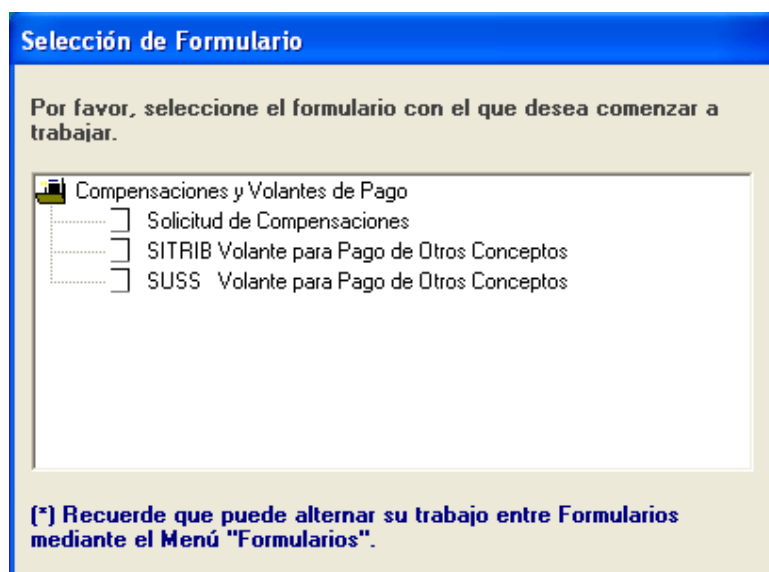 Selección de Formulario
Por favor, seleccione el formulario con el que desea comenzar a
trabajar.
Compensaciones y Volantes de Pago
Solicitud de Compensaciones
SITRIB Volante para Pago de Otros Conceptos
SUSS Volante para Pago de Otros Conceptos
(*) Recuerde que puede alternar su trabajo entre Formularios
mediante el Menú "Formularios".